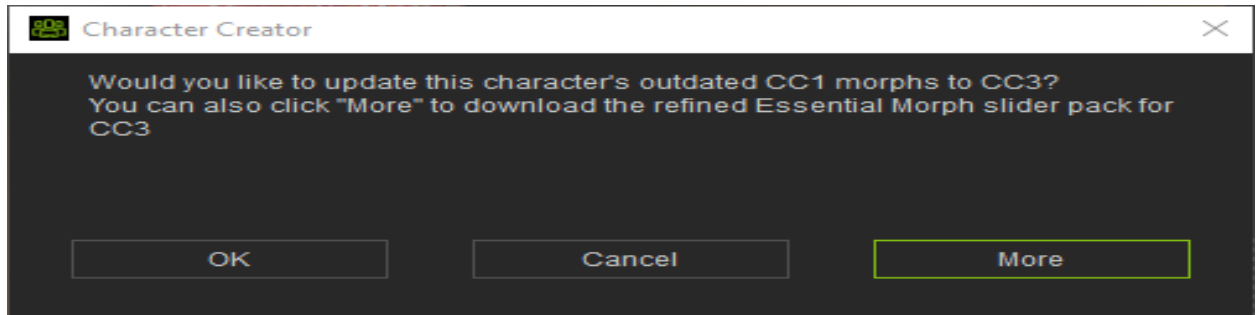 Character Creator
Would you like to update this character's outdated CC1 morphs to CC3?
You can also click "More" to download the refined Essential Morph slider pack for
CC3
OK Cancel More